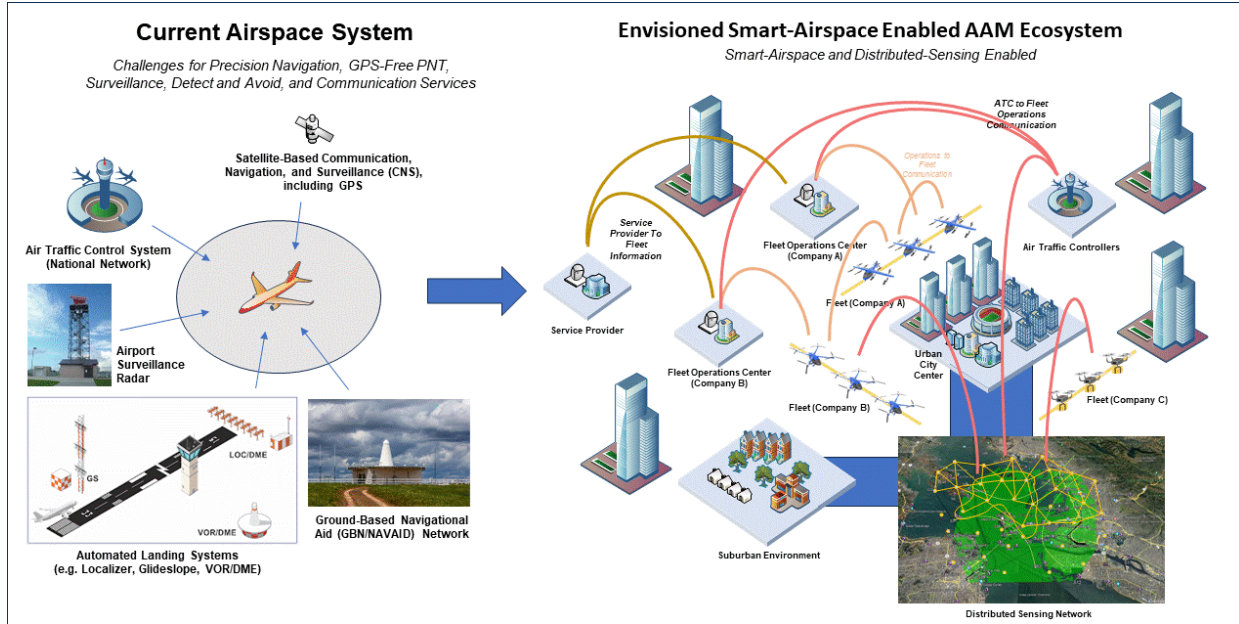 Current Airspace System
Challenges for Precision Navigation, GPS-Free PNT,
Surveillance, Detect and Avoid, and Communication Services
Satellite-Based Communication,
Navigation, and Surveillance (CNS),
including GPS
Air Traffic Control System
(National Network)
Airport
Surveillance
Radar
LOC/DME
GS
VOR/DME
Automated Landing Systems
(e.g. Localizer, Glideslope, VOR/DME)
Ground-Based Navigational
Aid (GBN/NAVAID) Network
Envisioned Smart-Airspace Enabled AAM Ecosystem
Smart-Airspace and Distributed-Sensing Enabled
ATC to Fleet
Operations
Communication
Operations to
Fleet
Communication
Service
Provider To
Fleet
Information
Fleet Operations Center
(Company A)
Air Traffic Controllers
Fleet (Company A)
Service Provider
Fleet Operations Center
(Company B)
Urban
City
Center
Fleet (Company B)
Fleet (Company C)
Suburban Environment
Distributed Sensing Network